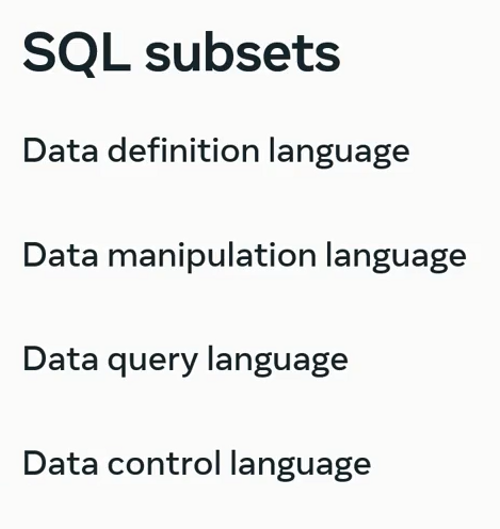 SQL subsets
Data definition language
Data manipulation language
Data query language
Data control language